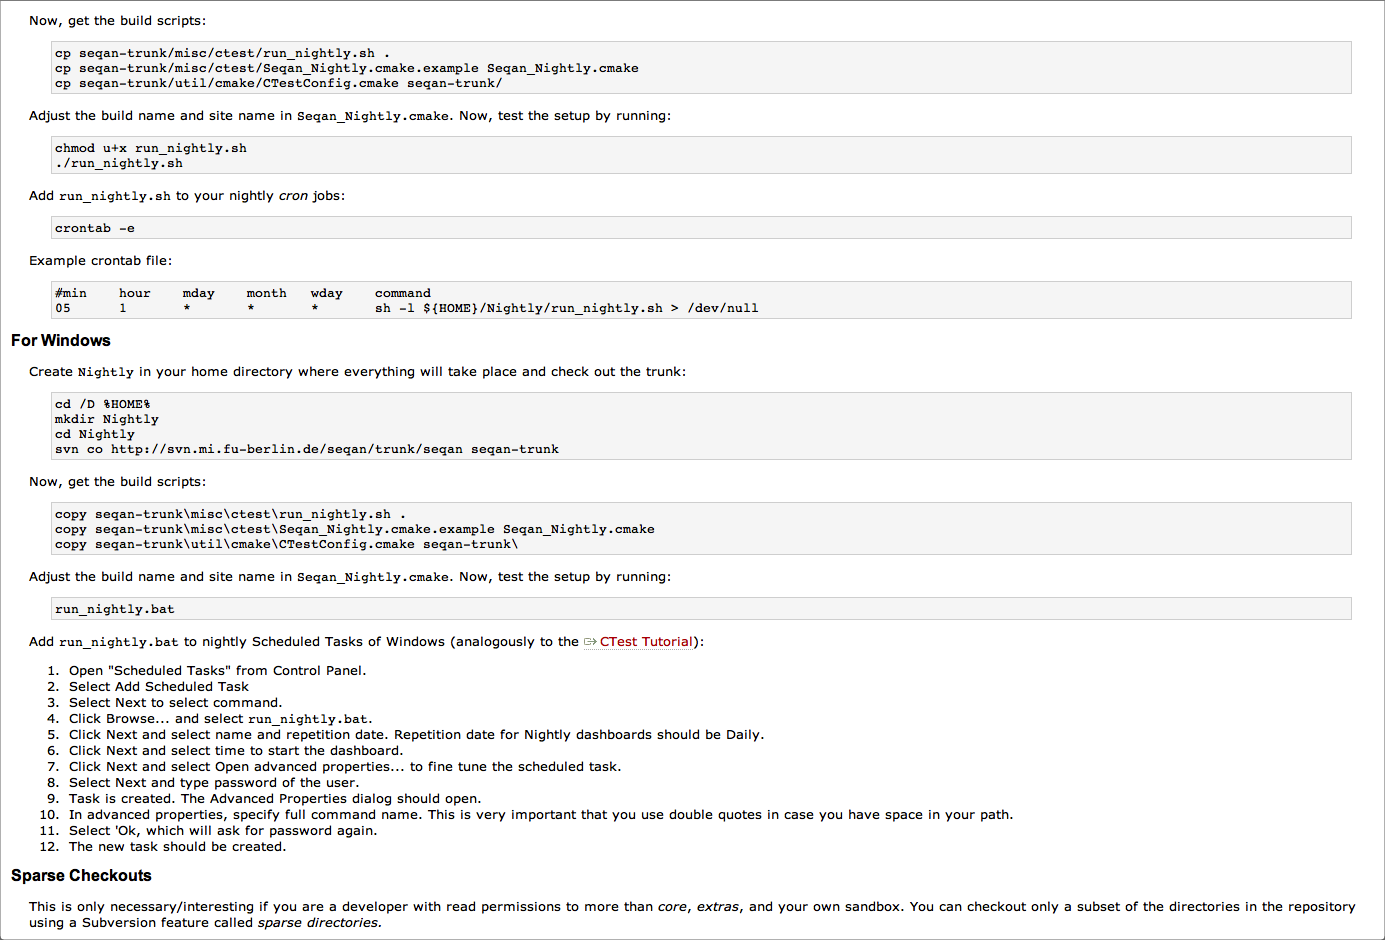 Now, get the build scripts:
cp seqan-trunk/misc/ctest/run_nightly.sh .
cp seqan-trunk/misc/ctest/Seqan_Nightly.cmake.example Seqan_Nightly.cmake
cp seqan-trunk/util/cmake/CTestConfig.cmake seqan-trunk/
Adjust the build name and site name in Seqan_Nightly.cmake. Now, test the setup by running:
chmod u+x run_nightly.sh
./run_nightly.sh
Add run_nightly.sh to your nightly cron jobs:
crontab -e
Example crontab file:
#min    hour    mday    month   wday    command
05      1       *       *       *       sh -l ${HOME}/Nightly/run_nightly.sh > /dev/null
For Windows
Create Nightly in your home directory where everything will take place and check out the trunk:
cd /D %HOME%
mkdir Nightly
cd Nightly
svn co http://svn.mi.fu-berlin.de/seqan/trunk/seqan seqan-trunk
Now, get the build scripts:
copy seqan-trunk\misc\ctest\run_nightly.sh .
copy seqan-trunk\misc\ctest\Seqan_Nightly.cmake.example Seqan_Nightly.cmake
copy seqan-trunk\util\cmake\CTestConfig.cmake seqan-trunk\
Adjust the build name and site name in Seqan_Nightly.cmake. Now, test the setup by running:
run_nightly.bat
Add run_nightly.bat to nightly Scheduled Tasks of Windows (analogously to the CTest Tutorial):
1. Open "Scheduled Tasks" from Control Panel.
2. Select Add Scheduled Task
3. Select Next to select command.
4. Click Browse... and select run_nightly.bat.
5. Click Next and select name and repetition date. Repetition date for Nightly dashboards should be Daily.
6. Click Next and select time to start the dashboard.
7. Click Next and select Open advanced properties... to fine tune the scheduled task.
8. Select Next and type password of the user.
9. Task is created. The Advanced Properties dialog should open.
10. In advanced properties, specify full command name. This is very important that you use double quotes in case you have space in your path.
11. Select 'Ok, which will ask for password again.
12. The new task should be created.
Sparse Checkouts
This is only necessary/interesting if you are a developer with read permissions to more than core, extras, and your own sandbox. You can checkout only a subset of the directories in the repository
using a Subversion feature called sparse directories.